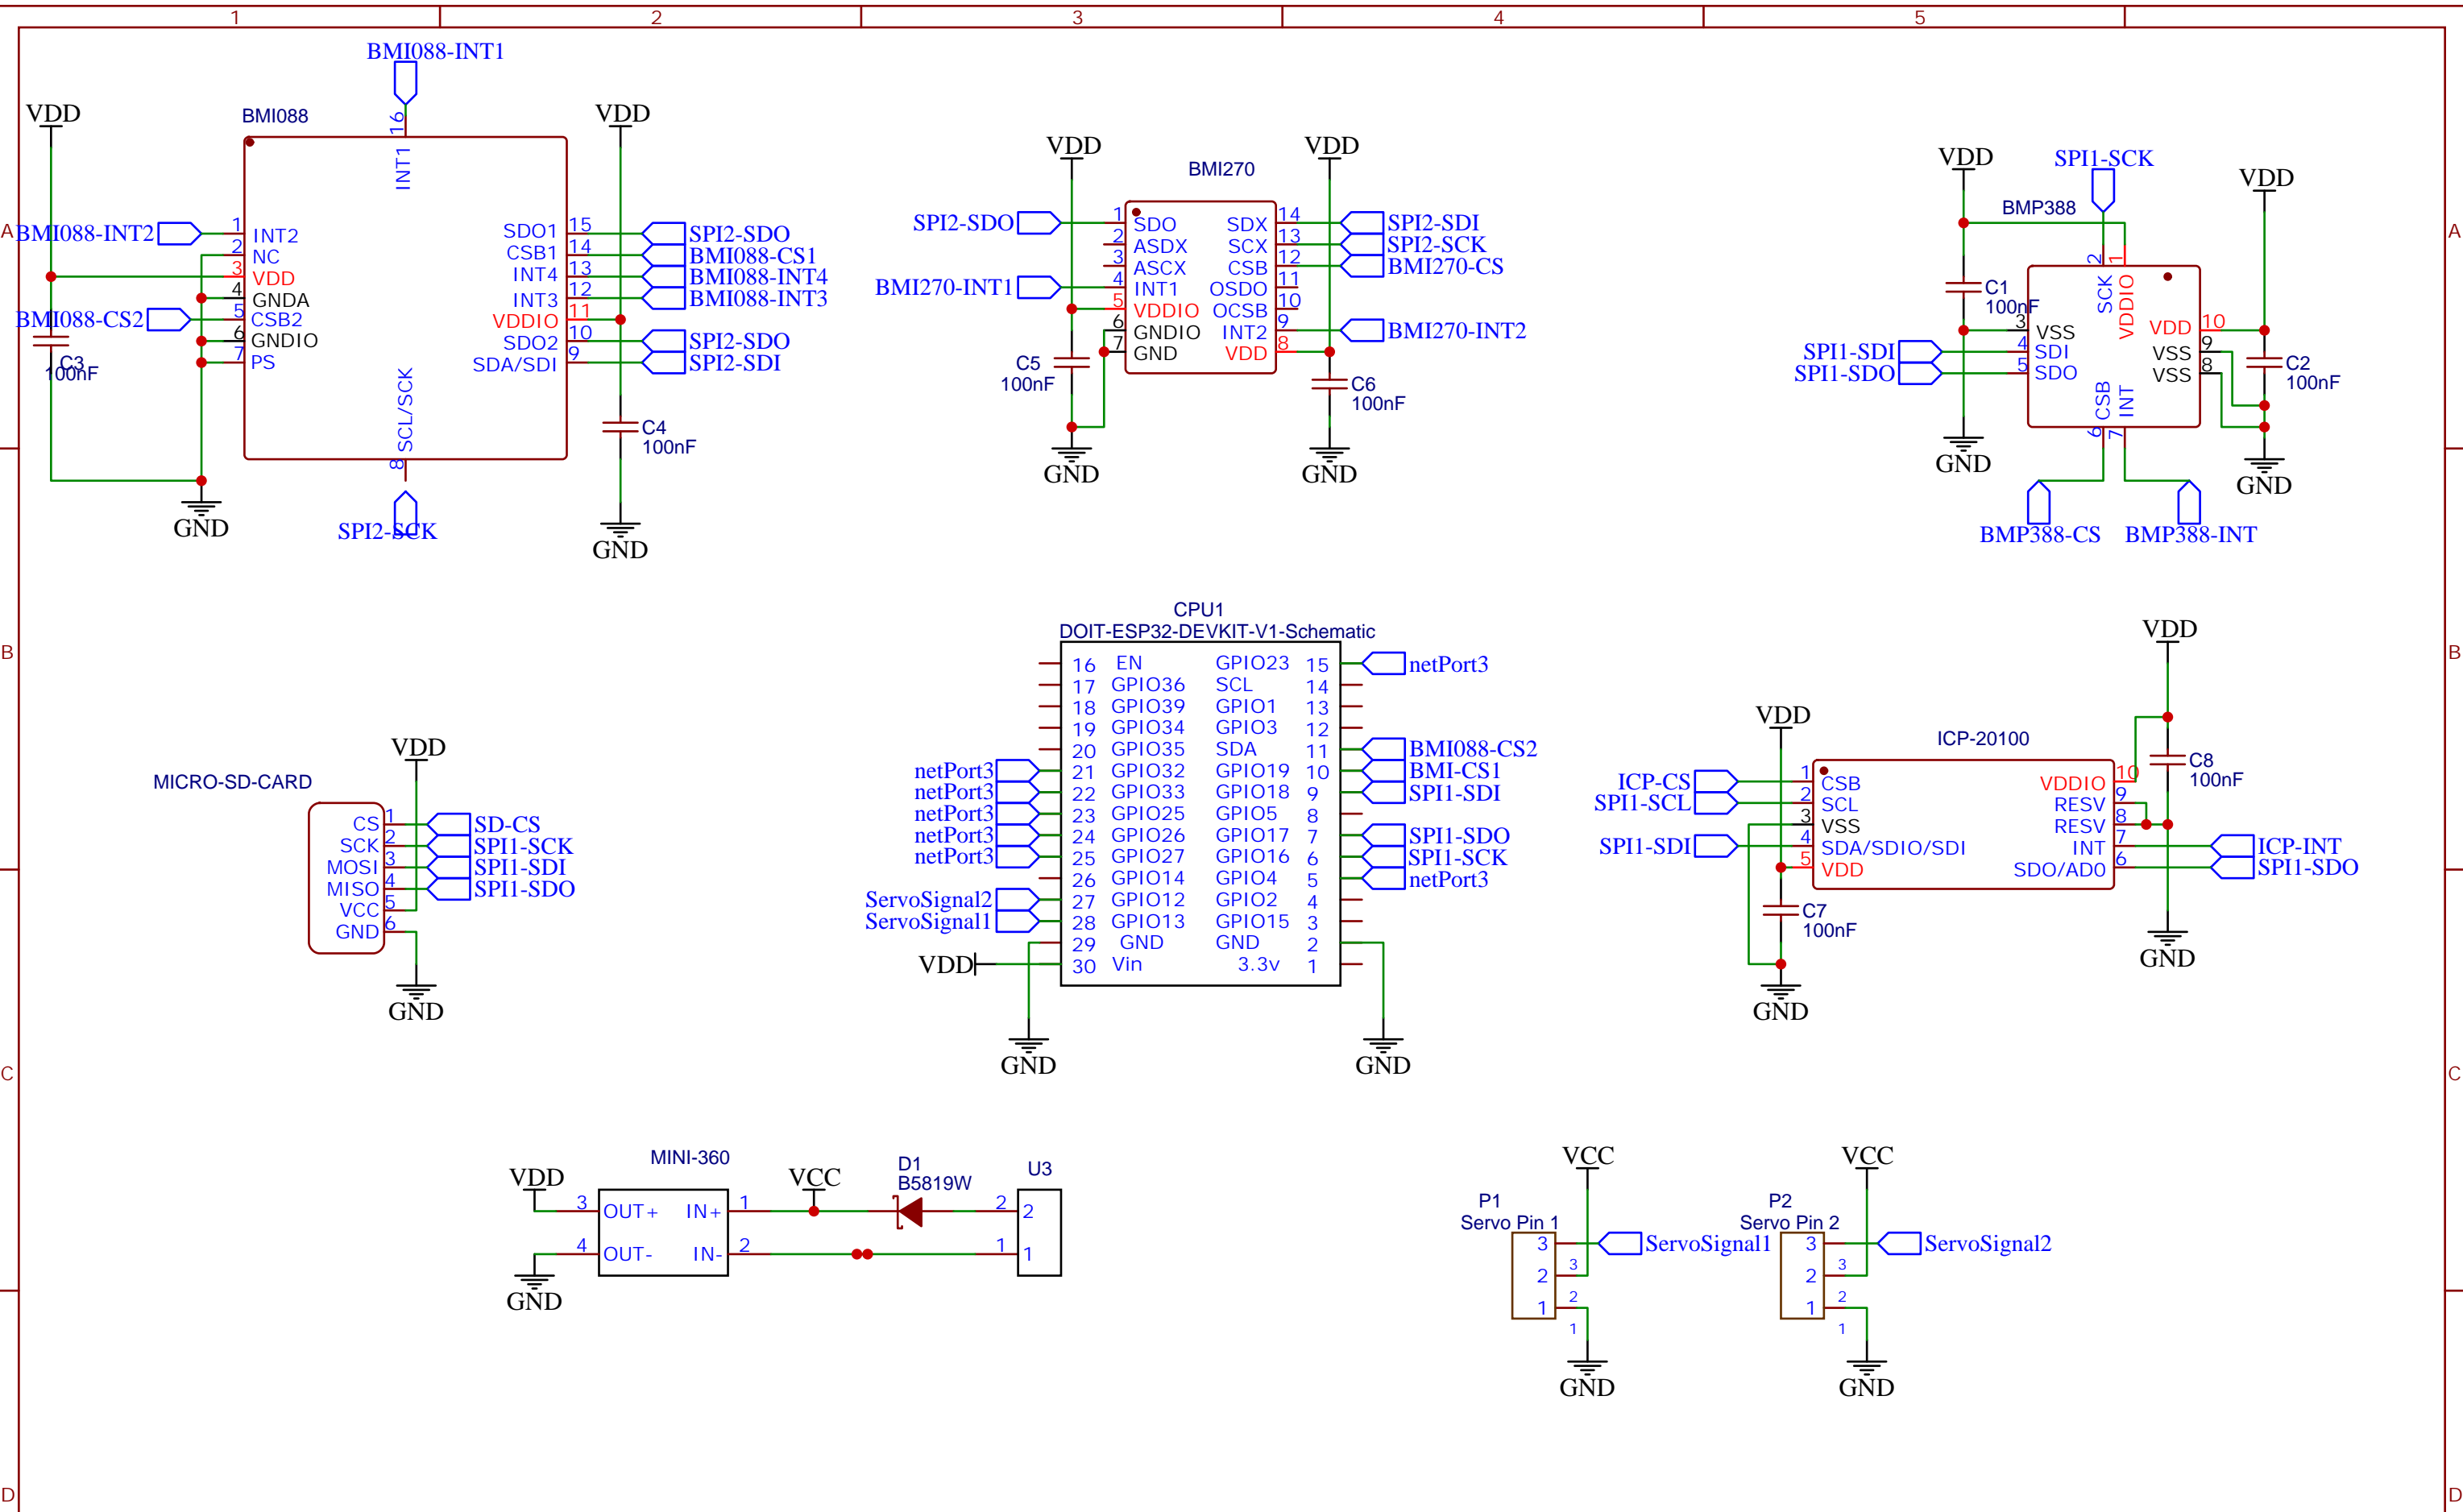 1 2 3 4 5
A
BMI088-INT1
VDD
BMI088
16
INT1
VDD
BMI088-INT2
1 INT2
2 NC
3 VDD
4 GNDA
BMI088-CS2
5 CSB2
6 GNDIO
7 PS
C3
100nF
SDO1 15 SPI2-SDO
CSB1 14 BMI088-CS1
INT4 13 BMI088-INT4
INT3 12 BMI088-INT3
VDDIO 11
SDO2 10 SPI2-SDO
SDA/SDI 9 SPI2-SDI
SCL/SCK
8
SPI2-SCK
GND
C4
100nF
GND
VDD
BMI270
VDD
SPI2-SDO 1 SDO
2 ASDX
3 ASCX
BMI270-INT1 4 INT1
5 VDDIO
6 GNDIO
7 GND
SDX 14 SPI2-SDI
SCX 13 SPI2-SCK
CSB 12 BMI270-CS
OSDO 11
OCSB 10
INT2 9 BMI270-INT2
VDD 8
C5
100nF
GND
C6
100nF
GND
VDD
SPI1-SCK
VDD
BMP388
2 1
SCK
VDDIO
C1
100nF
3 VSS
SPI1-SDI 4 SDI
SPI1-SDO 5 SDO
VDD 10
VSS 9
VSS 8
CSB
INT
6 7
C2
100nF
GND
GND
BMP388-CS BMP388-INT
A
B
CPU1
DOIT-ESP32-DEVKIT-V1-Schematic
16 EN GPIO23 15 netPort3
17 GPIO36 SCL 14
18 GPIO39 GPIO1 13
19 GPIO34 GPIO3 12
20 GPIO35 SDA 11 BMI088-CS2
netPort3 21 GPIO32 GPIO19 10 BMI-CS1
netPort3 22 GPIO33 GPIO18 9 SPI1-SDI
netPort3 23 GPIO25 GPIO5 8
netPort3 24 GPIO26 GPIO17 7 SPI1-SDO
netPort3 25 GPIO27 GPIO16 6 SPI1-SCK
26 GPIO14 GPIO4 5 netPort3
ServoSignal2 27 GPIO12 GPIO2 4
ServoSignal1 28 GPIO13 GPIO15 3
29 GND GND 2
VDD 30 Vin 3.3v 1
GND
GND
VDD
MICRO-SD-CARD
CS 1 SD-CS
SCK 2 SPI1-SCK
MOSI 3 SPI1-SDI
MISO 4 SPI1-SDO
VCC 5
GND 6
GND
VDD
VDD
ICP-20100
ICP-CS 1 CSB
SPI1-SCL 2 SCL
3 VSS
SPI1-SDI 4 SDA/SDIO/SDI
5 VDD
VDDIO 10
RESV 9
RESV 8
INT 7 ICP-INT
SDO/AD0 6 SPI1-SDO
C8
100nF
C7
100nF
GND
GND
B
C
C
VDD
MINI-360
VCC
D1
B5819W
U3
3 OUT+ IN+ 1
4 OUT- IN- 2
2 2
1 1
GND
VCC
P1
Servo Pin 1
3 ServoSignal1
3
2
2
1
1
GND
VCC
P2
Servo Pin 2
3 ServoSignal2
3
2
2
1
1
GND
D
D